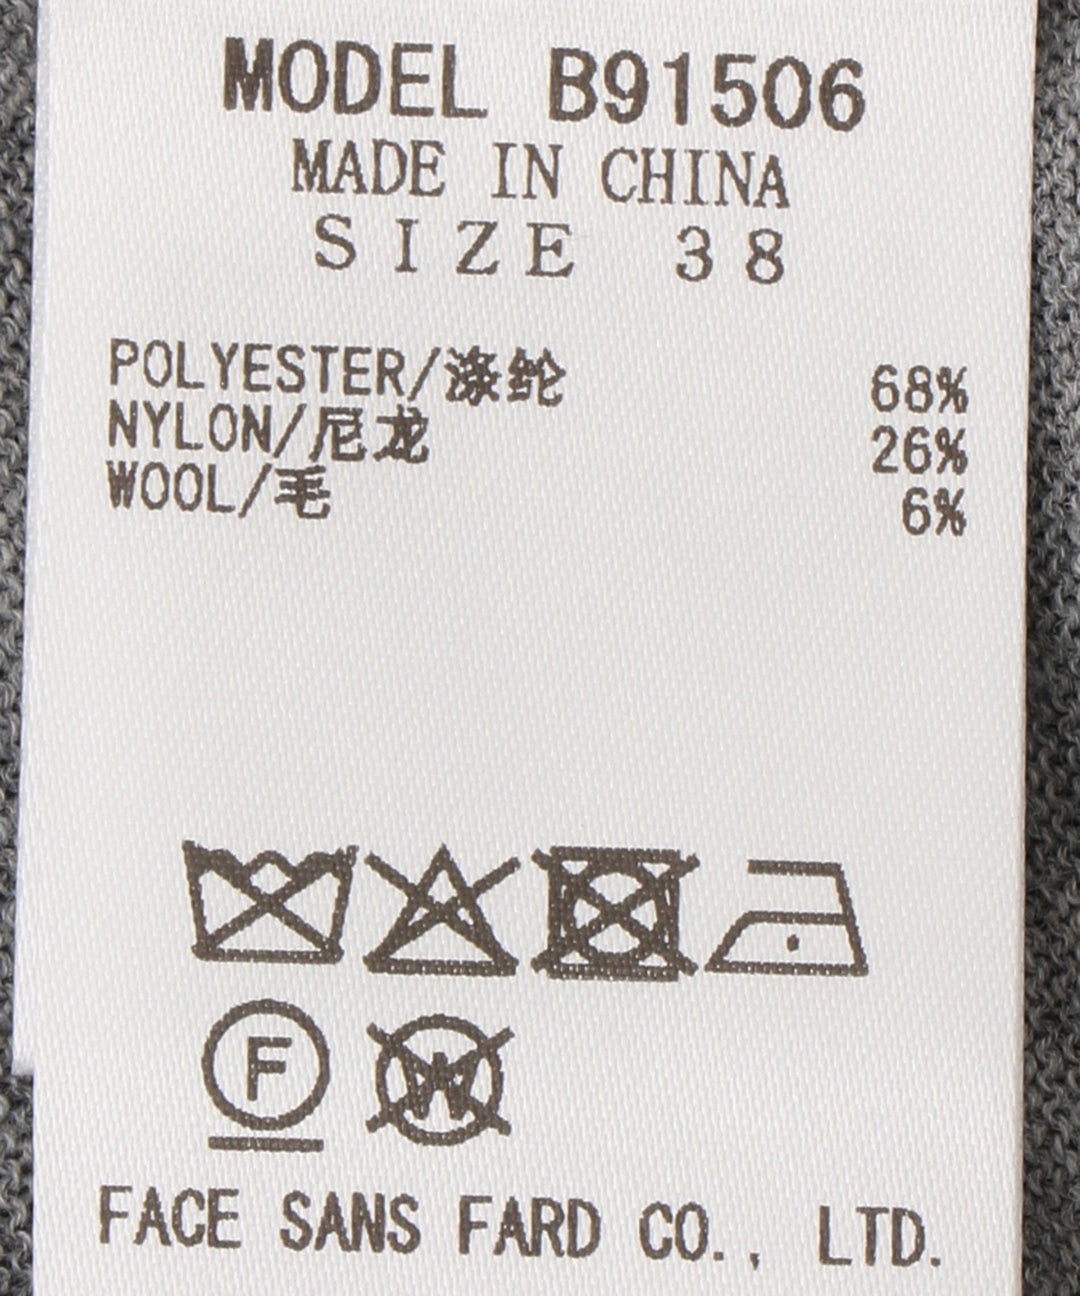 MODEL B91506
MADE IN CHINA
SIZE 38
POLYESTER/涤纶 68%
NYLON/尼龙 26%
WOOL/毛 6%
F W
FACE SANS FARD CO., LTD.